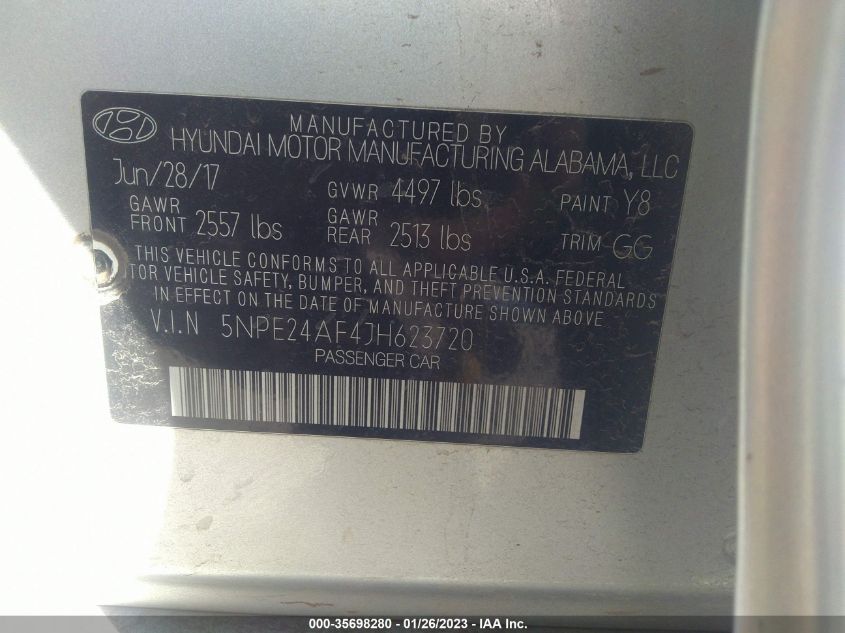 MANUFACTURED BY
HYUNDAI MOTOR MANUFACTURING ALABAMA, LLC
Jun/28/17 GVWR 4497 lbs. PAINT Y8
GAWR FRONT 2557 lbs GAWR REAR 2513 lbs TRIM GG
THIS VEHICLE CONFORMS TO ALL APPLICABLE U.S.A. FEDERAL
MOTOR VEHICLE SAFETY, BUMPER, AND THEFT PREVENTION STANDARDS
IN EFFECT ON THE DATE OF MANUFACTURE SHOWN ABOVE
V.I.N 5NPE24AF4JH623720
PASSENGER CAR
000-35698280 - 01/26/2023 - IAA Inc.